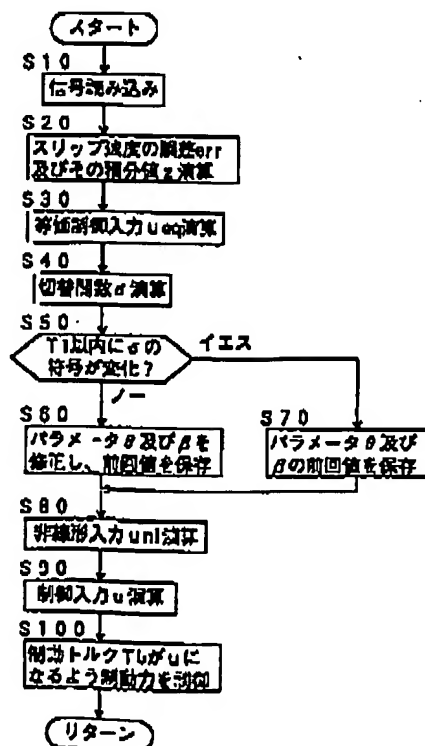 スタート
S10
信号読み込み
S20
スリップ速度の誤差err
及びその積分値z演算
S30
等価制御入力ueq演算
S40
切替関数σ演算
S50
T1以内にσの
符号が変化?
イエス
ノー
S60
パラメータθ及びβを
修正し、前回値を保存
S70
パラメータθ及び
βの前回値を保存
S80
非線形入力unl演算
S90
制御入力u演算
S100
制動トルクTbがuに
なるよう制動力を制御
リターン